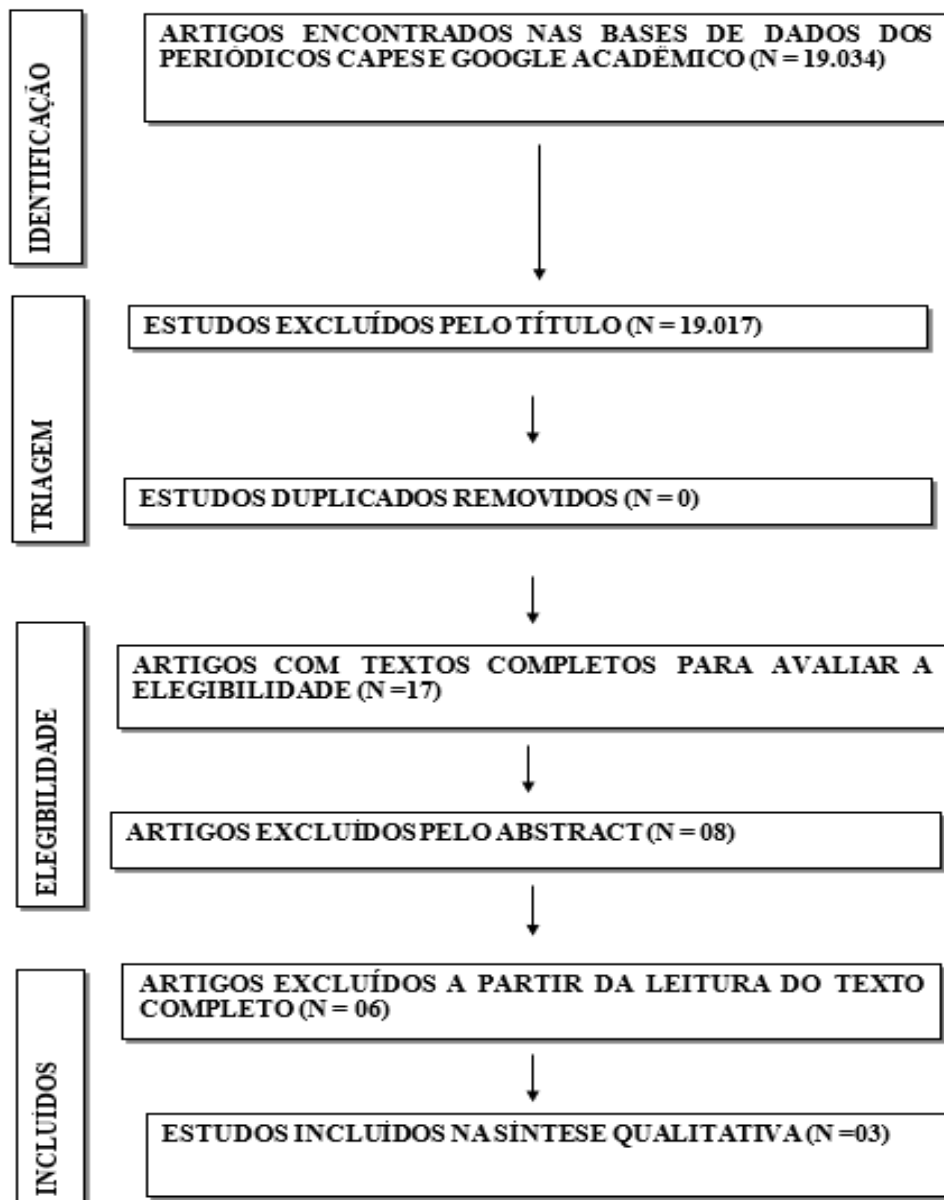 IDENTIFICAÇÃO
ARTIGOS ENCONTRADOS NAS BASES DE DADOS DOS
PERIÓDICOS CAPES E GOOGLE ACADÊMICO (N = 19.034)
TRIAGEM
ESTUDOS EXCLUÍDOS PELO TÍTULO (N = 19.017)
ESTUDOS DUPLICADOS REMOVIDOS (N = 0)
ELEGIBILIDADE
ARTIGOS COM TEXTOS COMPLETOS PARA AVALIAR A
ELEGIBILIDADE (N =17)
ARTIGOS EXCLUÍDOS PELO ABSTRACT (N = 08)
INCLUÍDOS
ARTIGOS EXCLUÍDOS A PARTIR DA LEITURA DO TEXTO
COMPLETO (N = 06)
ESTUDOS INCLUÍDOS NA SÍNTESE QUALITATIVA (N =03)